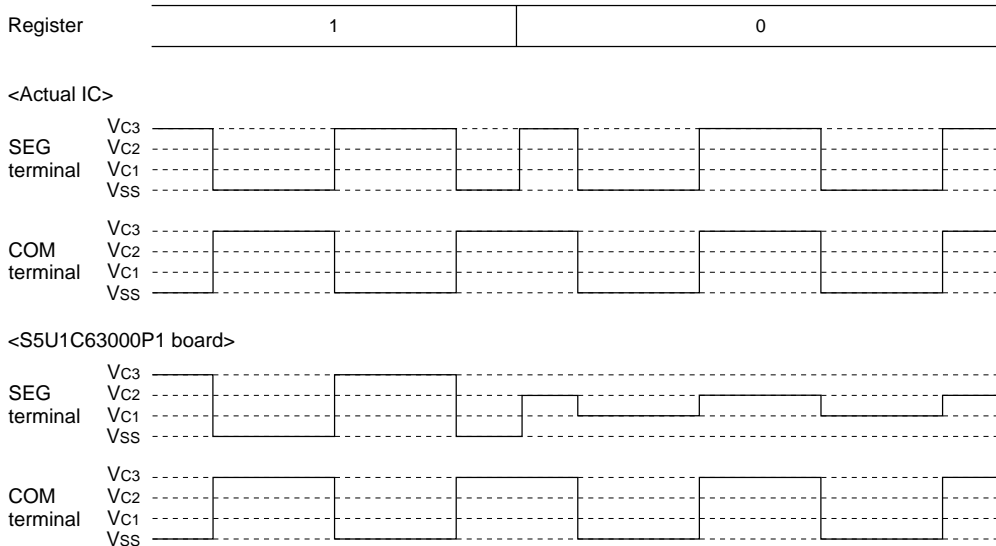 Register 1 0
<Actual IC>
VC3
SEG VC2
terminal VC1
VSS
VC3
COM VC2
terminal VC1
VSS
<S5U1C63000P1 board>
VC3
SEG VC2
terminal VC1
VSS
VC3
COM VC2
terminal VC1
VSS